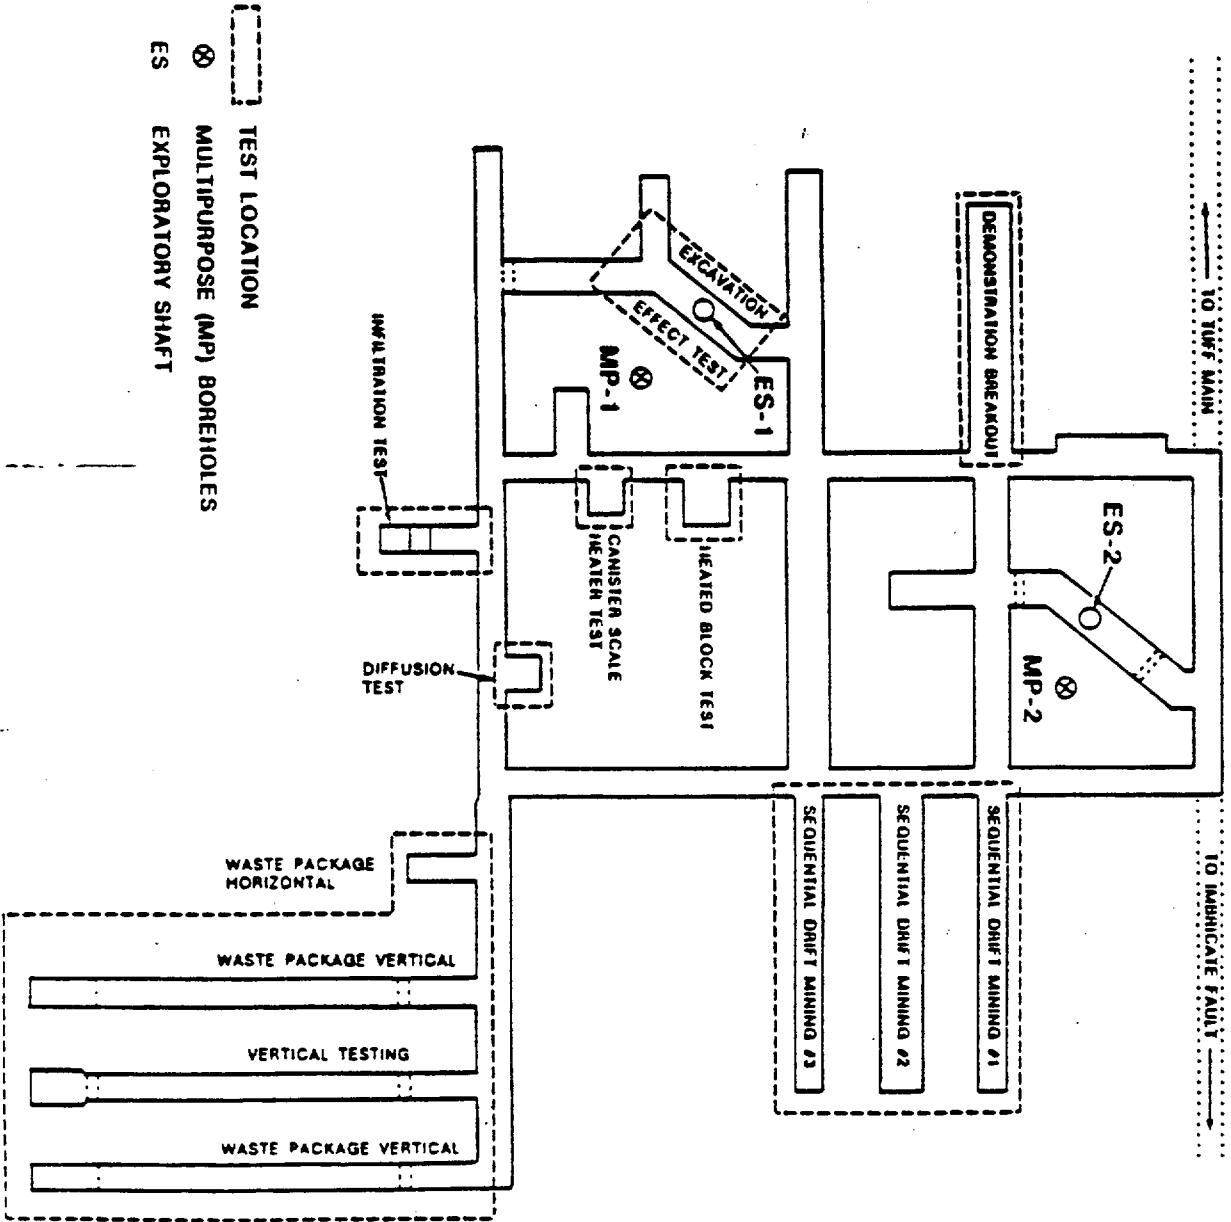 TO TUFF MAIN
TO IMBRICATE FAULT
DEMONSTRATION BREAKOUT
ES-2
MP-2
SEQUENTIAL DRIFT MINING #1
SEQUENTIAL DRIFT MINING #2
SEQUENTIAL DRIFT MINING #3
EXCAVATION
EFFECT TEST
ES-1
MP-1
HEATED BLOCK TEST
CANISTER SCALE
HEATER TEST
INFILTRATION TEST
DIFFUSION
TEST
WASTE PACKAGE
HORIZONTAL
WASTE PACKAGE VERTICAL
VERTICAL TESTING
WASTE PACKAGE VERTICAL
TEST LOCATION
MULTIPURPOSE (MP) BOREHOLES
ES EXPLORATORY SHAFT